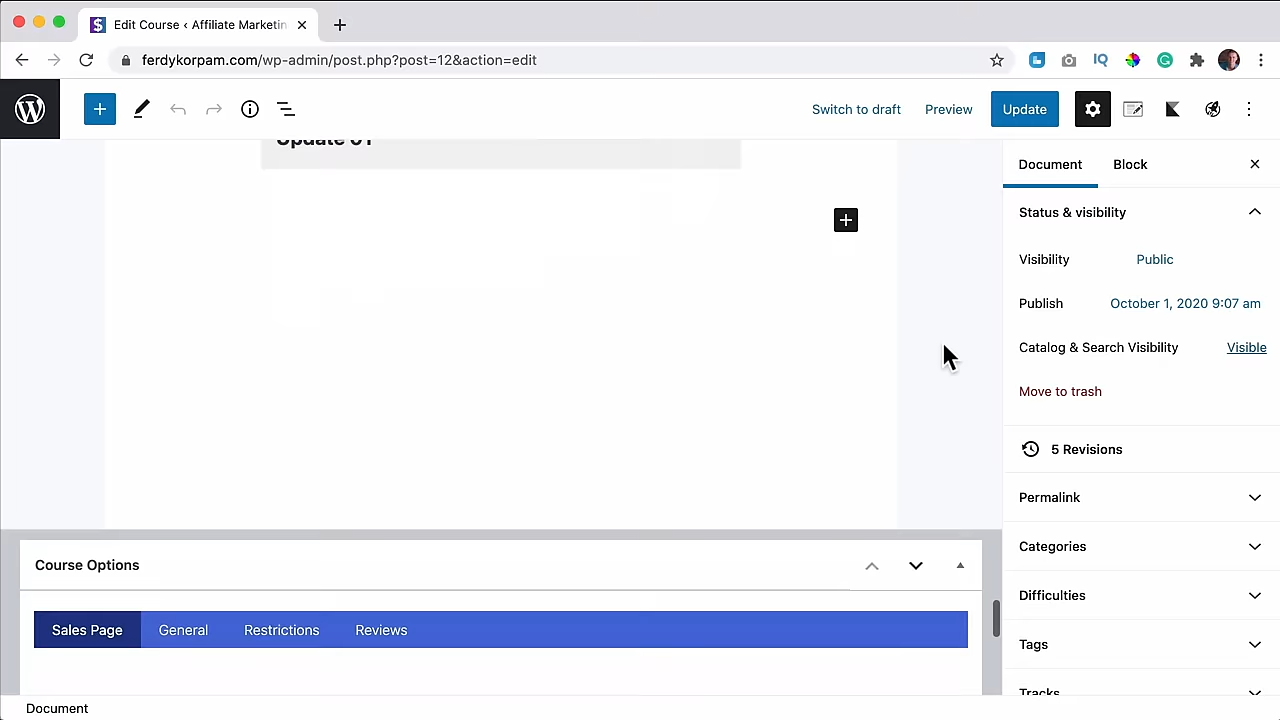 Edit Course ‹ Affiliate Marketin
ferdykorpam.com/wp-admin/post.php?post=12&action=edit
IQ
Switch to draft
Preview
Update
Update 01
Document
Block
Status & visibility
Visibility
Public
Publish
October 1, 2020 9:07 am
Catalog & Search Visibility
Visible
Move to trash
5 Revisions
Permalink
Categories
Difficulties
Tags
Tracks
Course Options
Sales Page
General
Restrictions
Reviews
Document